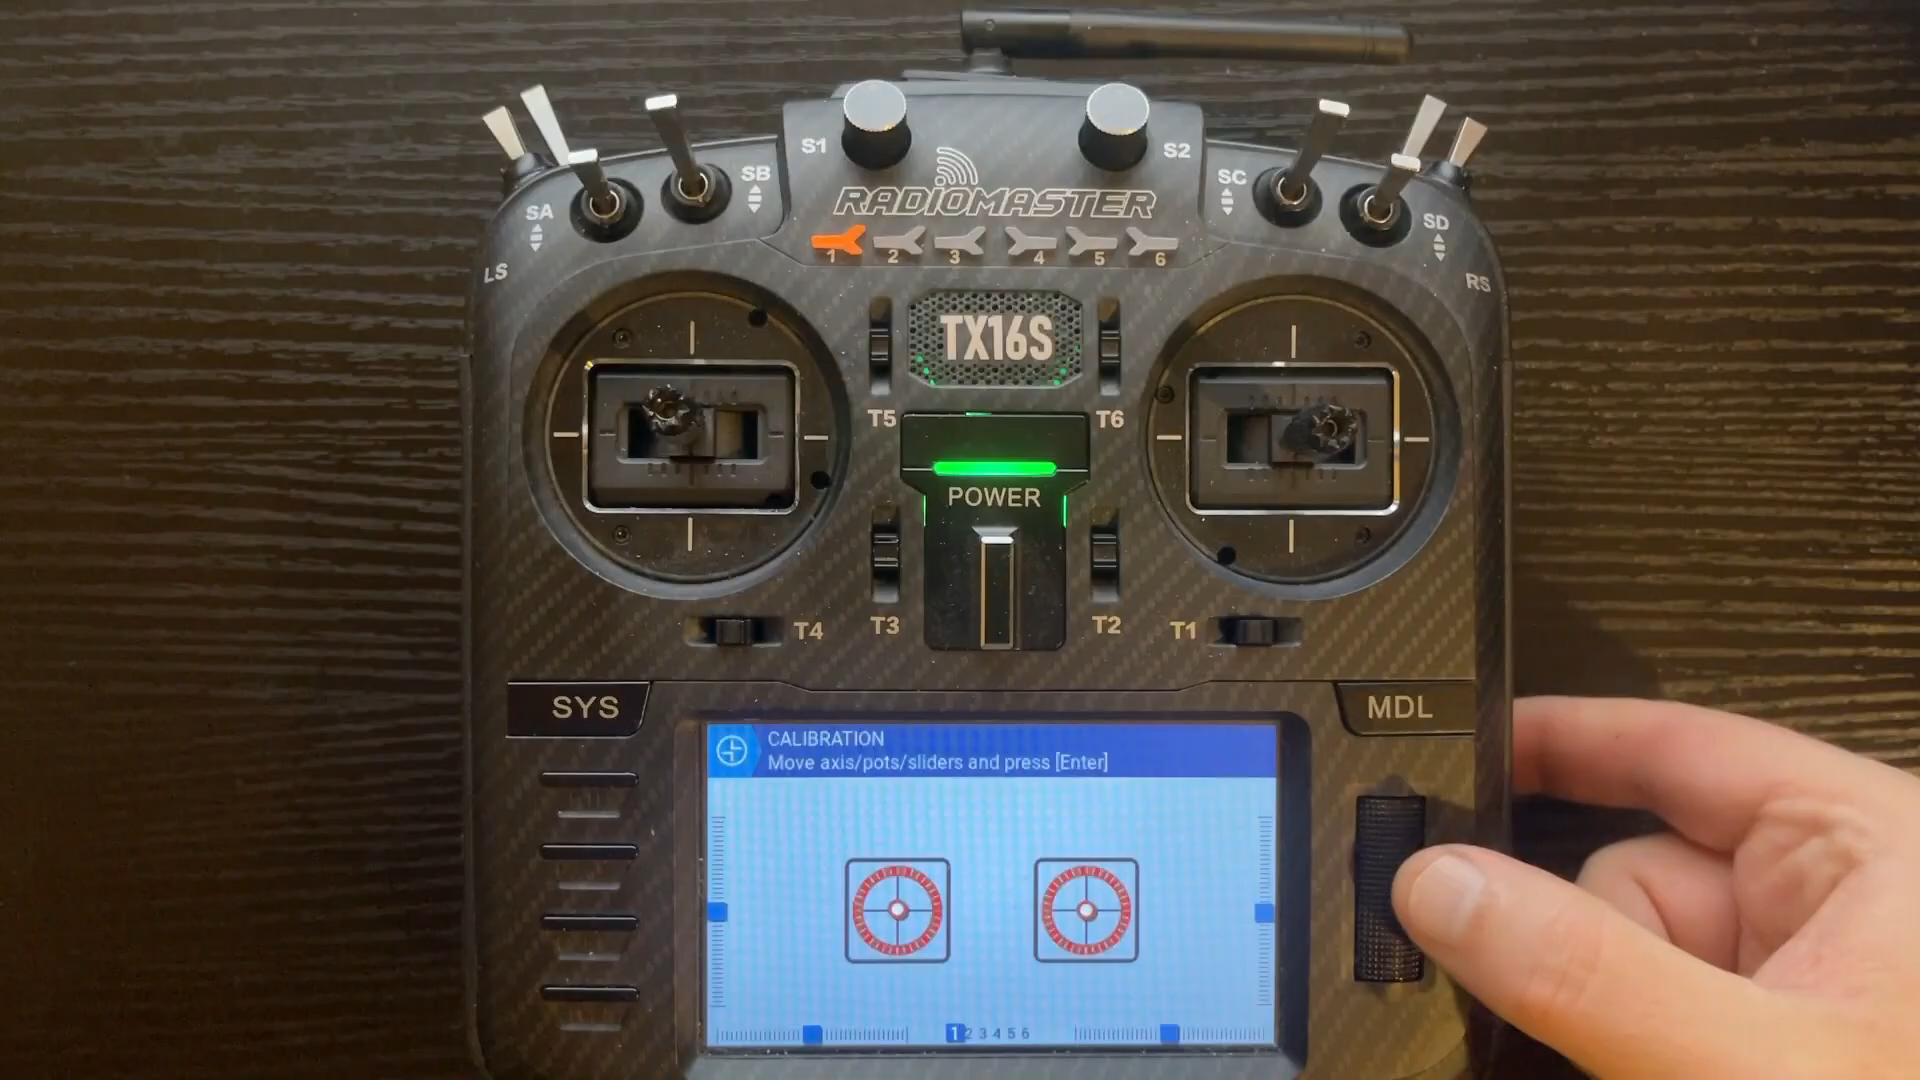 S1
S2
SB
SC
RADIOMASTER
SA
SD
1 2 3 4 5 6
LS
RS
TX16S
T5
T6
POWER
T4
T3
T2
T1
SYS
MDL
CALIBRATION
Move axis/pots/sliders and press [Enter]
1 2 3 4 5 6